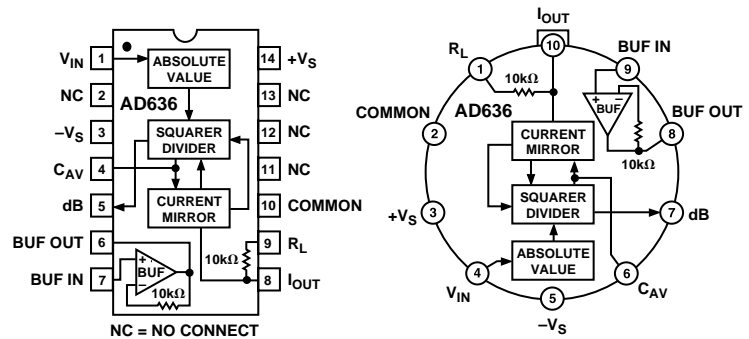 V_IN 1
NC 2
–V_S 3
C_AV 4
dB 5
BUF OUT 6
BUF IN 7
AD636
ABSOLUTE VALUE
SQUARER DIVIDER
CURRENT MIRROR
+
BUF
–
10kΩ
10kΩ
14 +V_S
13 NC
12 NC
11 NC
10 COMMON
9 R_L
8 I_OUT
NC = NO CONNECT
I_OUT
10
R_L
1
10kΩ
BUF IN
9
AD636
+ –
BUF
10kΩ
BUF OUT
8
COMMON
2
CURRENT MIRROR
SQUARER DIVIDER
ABSOLUTE VALUE
+V_S
3
7 dB
4
V_IN
5
–V_S
6
C_AV